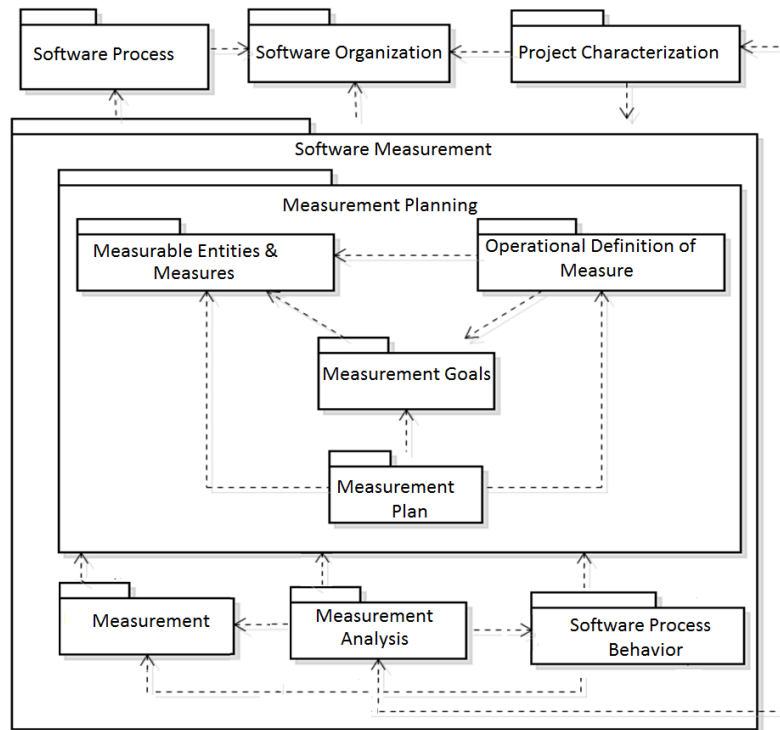 Software Process
Software Organization
Project Characterization
Software Measurement
Measurement Planning
Measurable Entities &
Measures
Operational Definition of
Measure
Measurement Goals
Measurement
Plan
Measurement
Measurement
Analysis
Software Process
Behavior